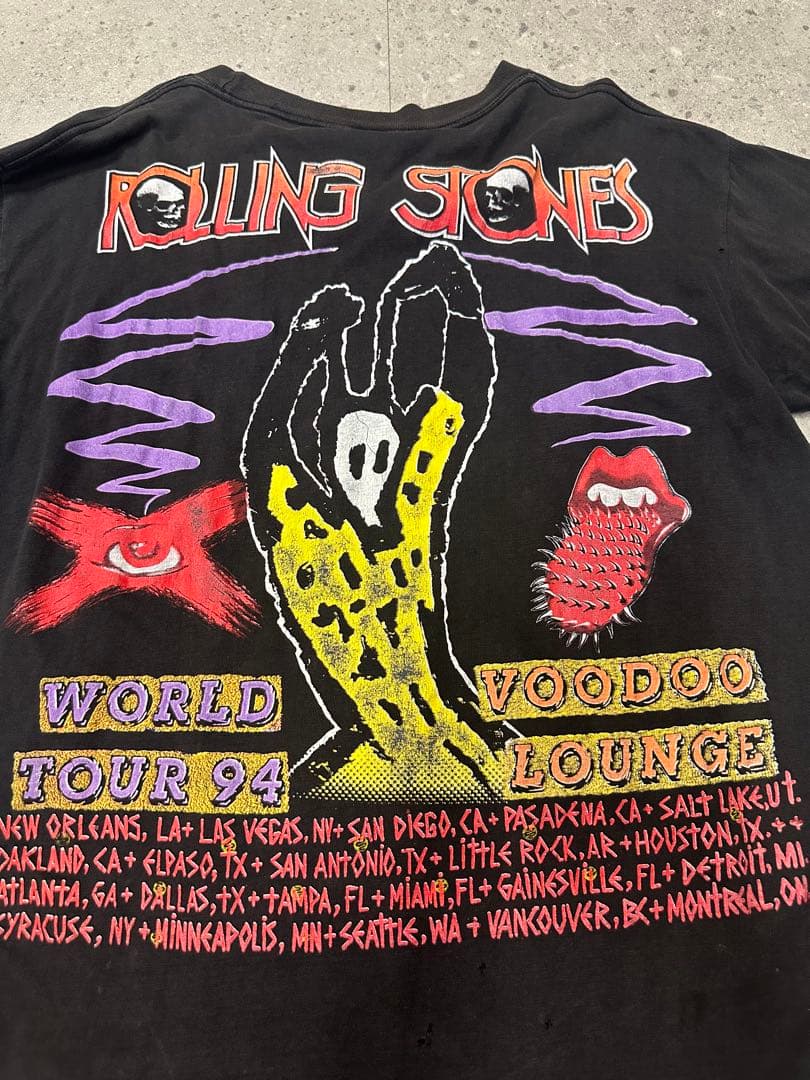 ROLLING STONES
WORLD
TOUR 94
VOODOO
LOUNGE
NEW ORLEANS, LA+ LAS VEGAS, NV+ SAN DIEGO, CA+ PASADENA, CA+ SALT LAKE, UT.
OAKLAND, CA+ ELPASO, TX+ SAN ANTONIO, TX+ LITTLE ROCK, AR+HOUSTON, TX.++
ATLANTA, GA+ DALLAS, TX+ TAMPA, FL+ MIAMI, FL+ GAINESVILLE, FL+ DETROIT, MI
SYRACUSE, NY+MINNEAPOLIS, MN+SEATTLE, WA + VANCOUVER, BC+MONTREAL, ON